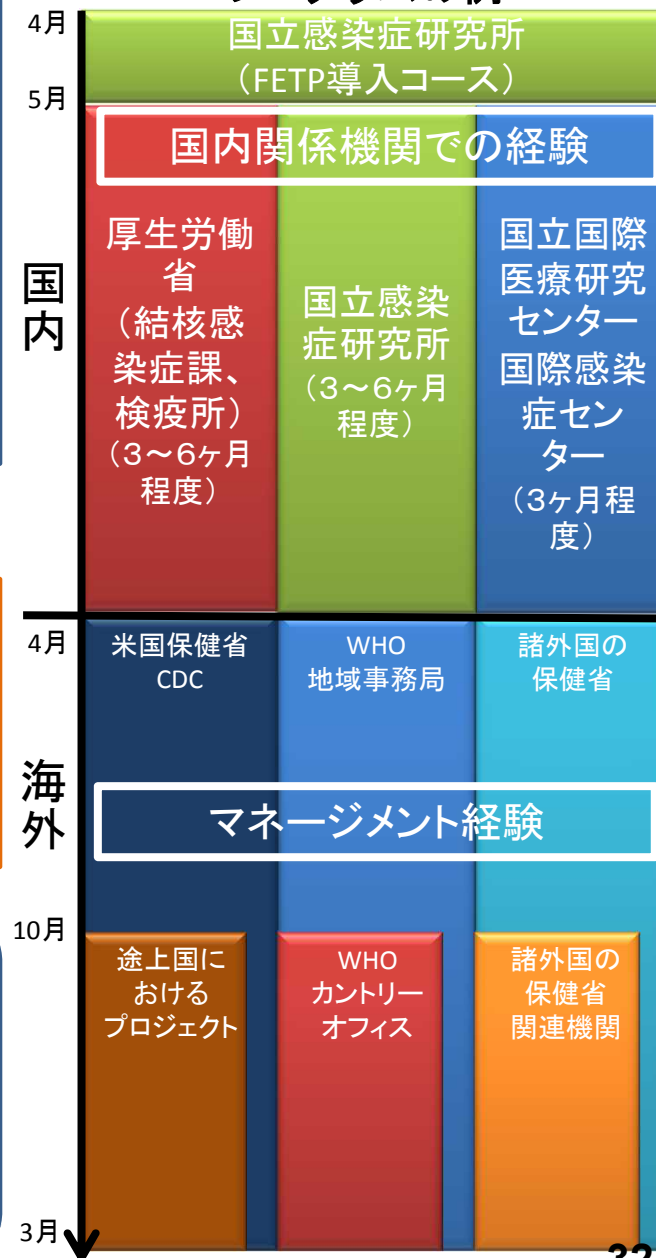 4月
国立感染症研究所
（FETP導入コース）
5月
国内関係機関での経験
国内
厚生労働
省
（結核感
染症課、
検疫所）
（3～6ヶ月
程度）
国立感染
症研究所
（3～6ヶ月
程度）
国立国際
医療研究
センター
国際感染
症セン
ター
（3ヶ月程
度）
4月
米国保健省
CDC
WHO
地域事務局
諸外国の
保健省
海外
マネージメント経験
10月
途上国に
おける
プロジェクト
WHO
カントリー
オフィス
諸外国の
保健省
関連機関
3月
32